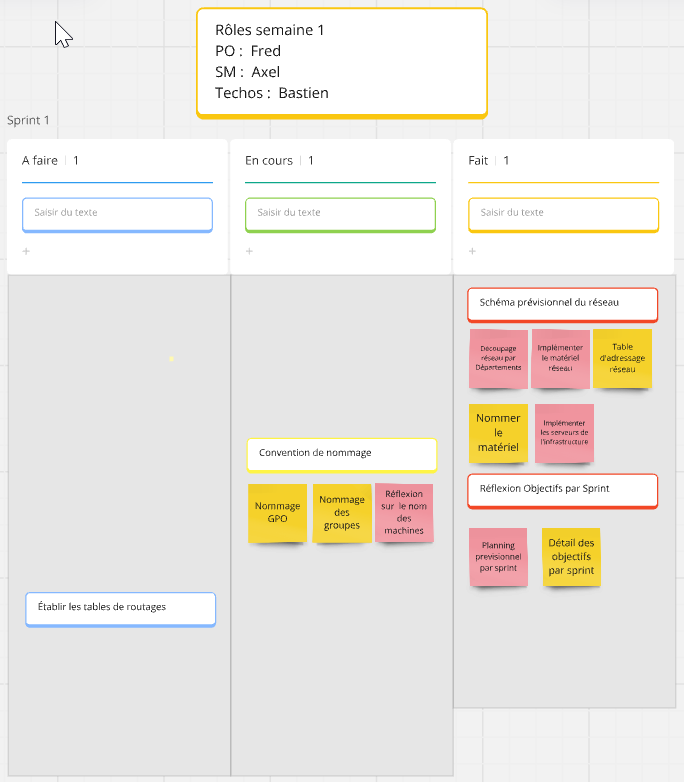 Rôles semaine 1
PO : Fred
SM : Axel
Techos : Bastien
Sprint 1
A faire | 1
Saisir du texte
+
En cours | 1
Saisir du texte
+
Fait | 1
Saisir du texte
+
Établir les tables de routages
Convention de nommage
Nommage
GPO
Nommage
des
groupes
Réflexion
sur le nom
des
machines
Schéma prévisionnel du réseau
Découpage
réseau par
Départements
Implémenter
le matériel
réseau
Table
d'adressage
réseau
Nommer
le
matériel
Implémenter
les serveurs de
l'infrastructure
Réflexion Objectifs par Sprint
Planning
previsionnel
par sprint
Détail des
objectifs
par sprint